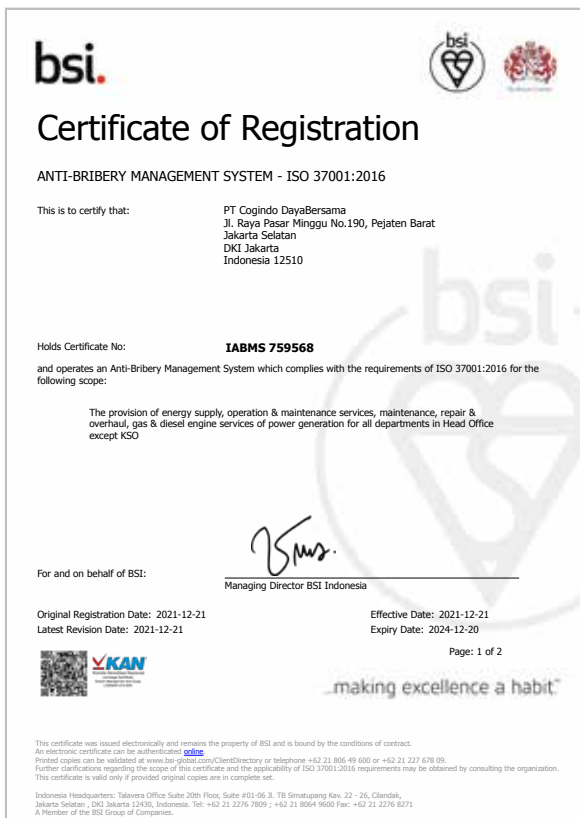 bsi.
bsi
Certificate of Registration
ANTI-BRIBERY MANAGEMENT SYSTEM - ISO 37001:2016
This is to certify that:
PT Cogindo DayaBersama
Jl. Raya Pasar Minggu No.190, Pejaten Barat
Jakarta Selatan
DKI Jakarta
Indonesia 12510
bsi
Holds Certificate No:
IABMS 759568
and operates an Anti-Bribery Management System which complies with the requirements of ISO 37001:2016 for the
following scope:
The provision of energy supply, operation & maintenance services, maintenance, repair &
overhaul, gas & diesel engine services of power generation for all departments in Head Office
except KSO
For and on behalf of BSI:
Managing Director BSI Indonesia
Original Registration Date: 2021-12-21
Effective Date: 2021-12-21
Latest Revision Date: 2021-12-21
Expiry Date: 2024-12-20
Page: 1 of 2
KAN
...making excellence a habit.™
This certificate was issued electronically and remains the property of BSI and is bound by the conditions of contract.
An electronic certificate can be authenticated online.
Printed copies can be validated at www.bsi-global.com/ClientDirectory or telephone +62 21 806 49 600 or +62 21 227 678 09.
Further clarifications regarding the scope of this certificate and the applicability of ISO 37001:2016 requirements may be obtained by consulting the organization.
This certificate is valid only if provided original copies are in complete set.
Indonesia Headquarters: Talavera Office Suite 20th Floor, Suite #01-06 Jl. TB Simatupang Kav. 22 - 26, Cilandak,
Jakarta Selatan , DKI Jakarta 12430, Indonesia. Tel: +62 21 2276 7809 ; +62 21 8064 9600 Fax: +62 21 2276 8271
A Member of the BSI Group of Companies.